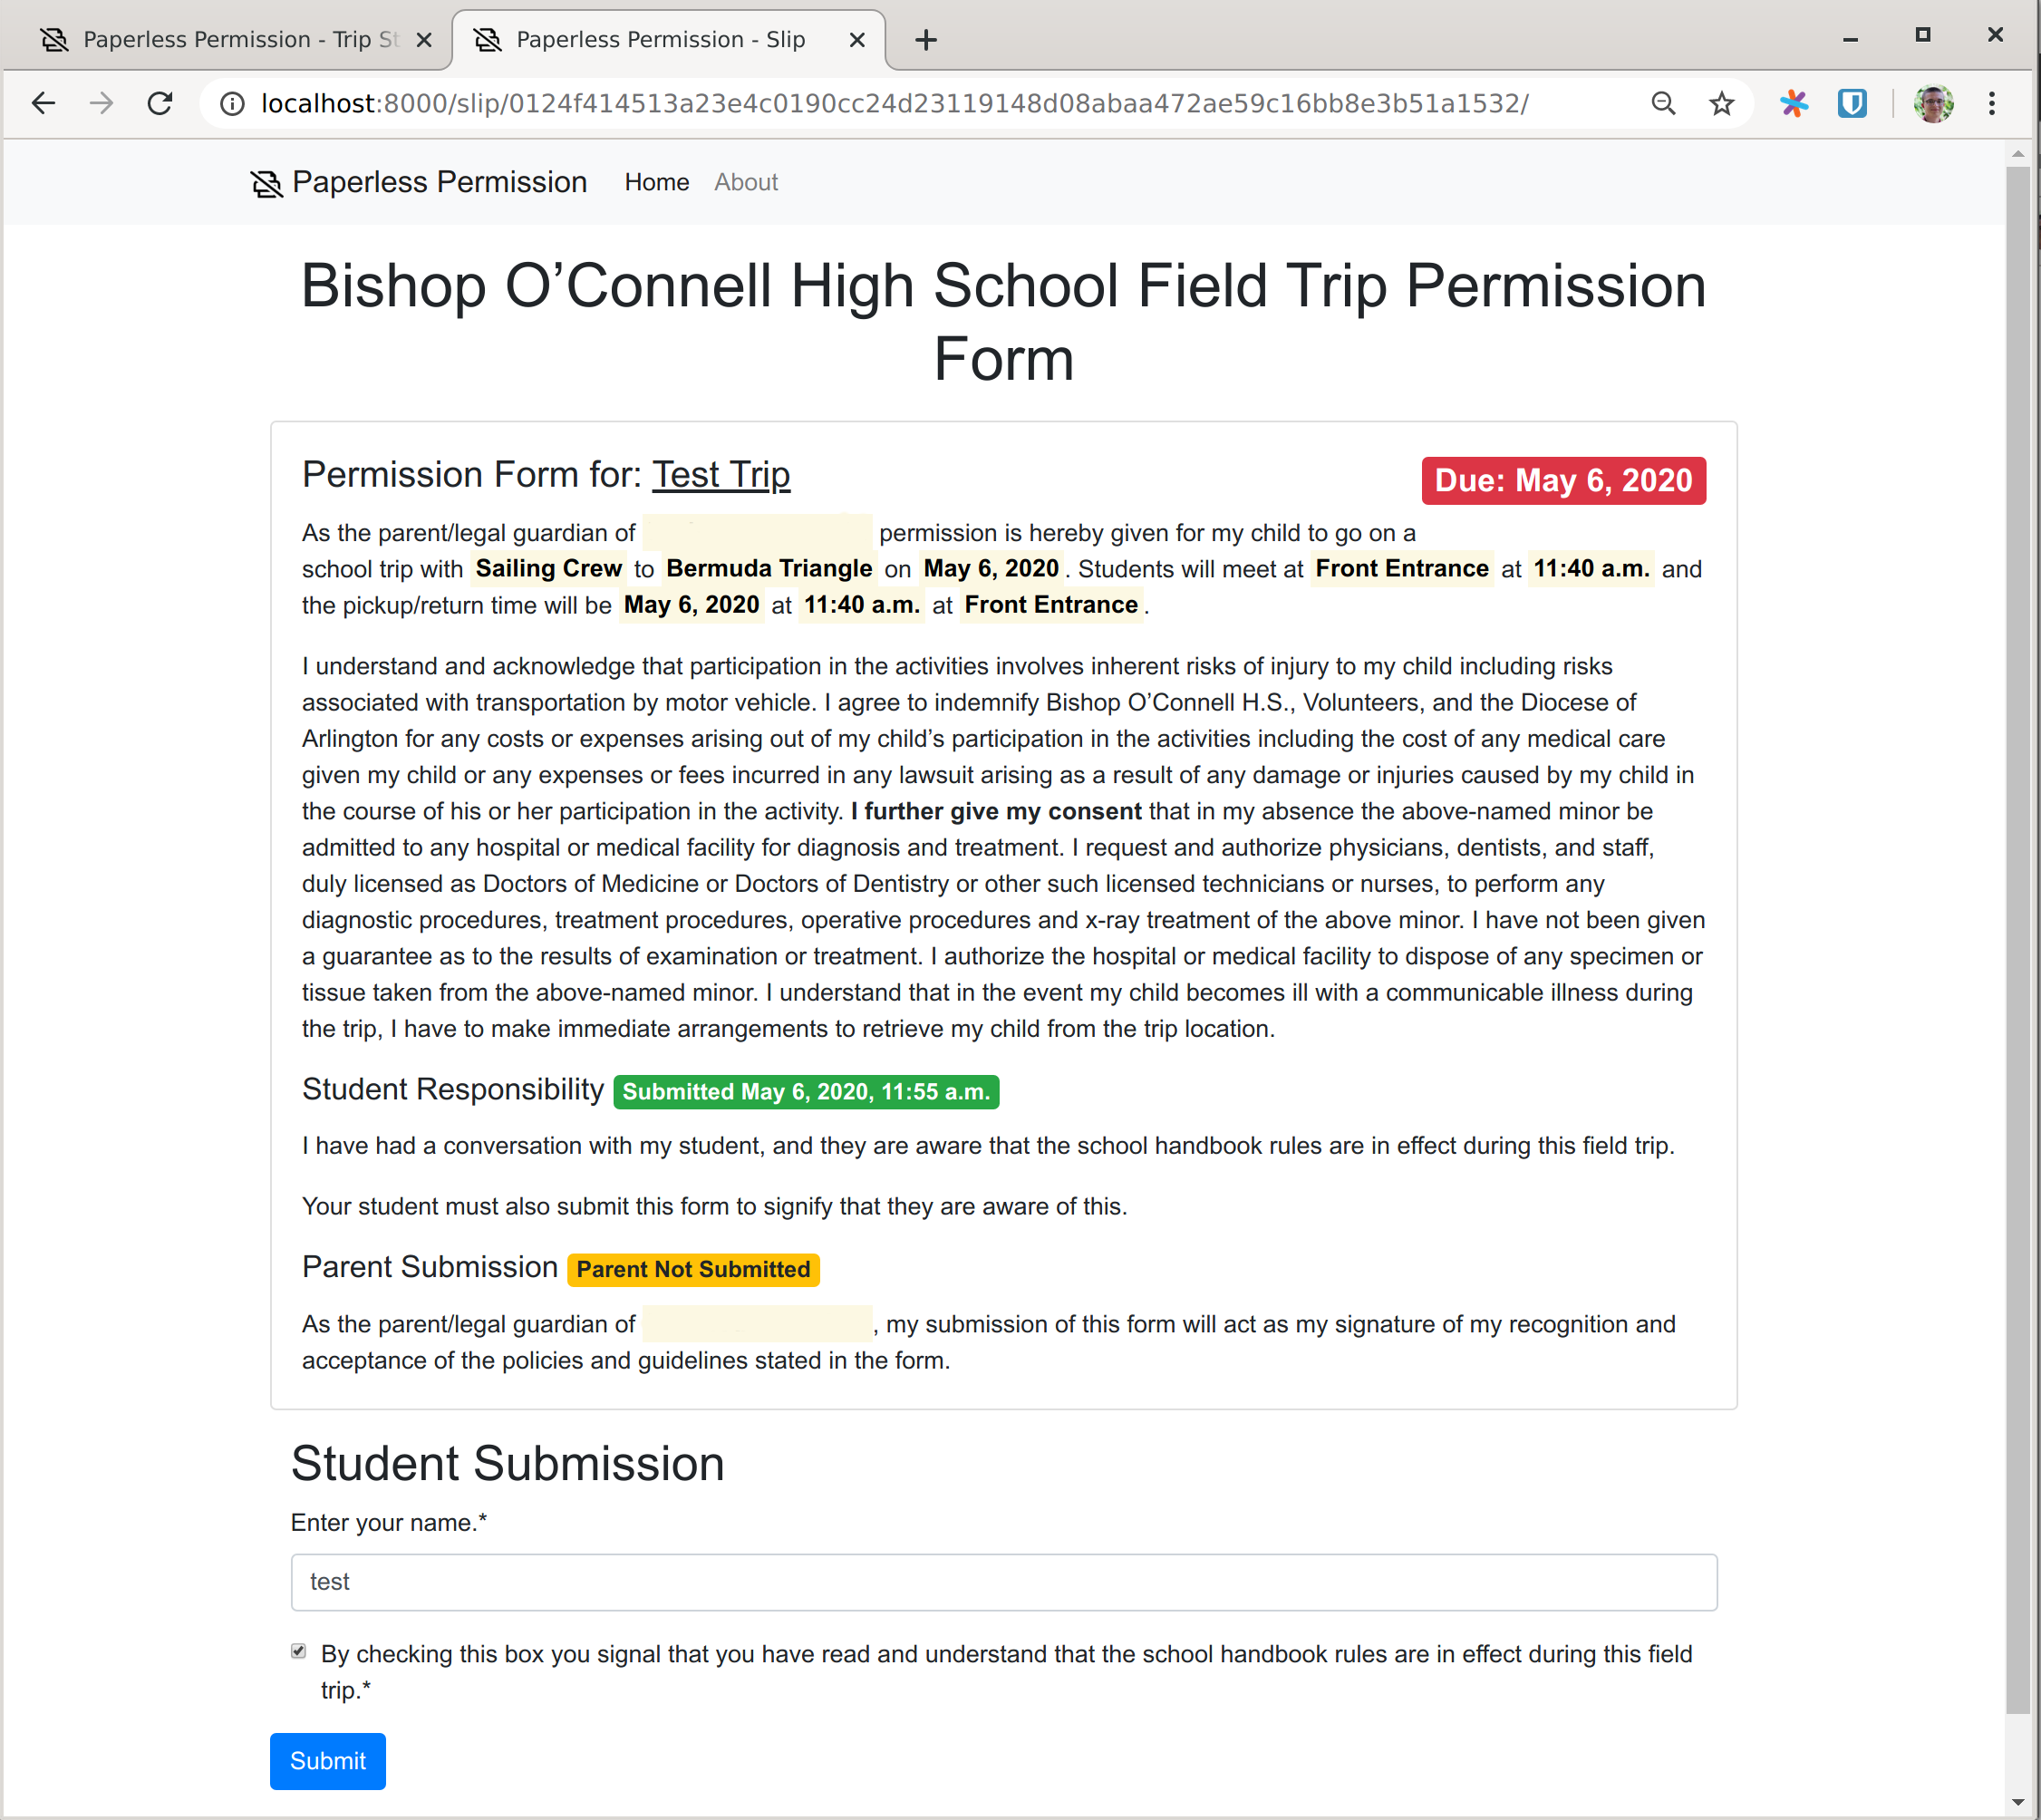 Paperless Permission - Trip St
Paperless Permission - Slip
localhost:8000/slip/0124f414513a23e4c0190cc24d23119148d08abaa472ae59c16bb8e3b51a1532/
Paperless Permission Home About
Bishop O’Connell High School Field Trip Permission
Form
Permission Form for: Test Trip
Due: May 6, 2020
As the parent/legal guardian of permission is hereby given for my child to go on a
school trip with Sailing Crew to Bermuda Triangle on May 6, 2020. Students will meet at Front Entrance at 11:40 a.m. and
the pickup/return time will be May 6, 2020 at 11:40 a.m. at Front Entrance.
I understand and acknowledge that participation in the activities involves inherent risks of injury to my child including risks
associated with transportation by motor vehicle. I agree to indemnify Bishop O’Connell H.S., Volunteers, and the Diocese of
Arlington for any costs or expenses arising out of my child’s participation in the activities including the cost of any medical care
given my child or any expenses or fees incurred in any lawsuit arising as a result of any damage or injuries caused by my child in
the course of his or her participation in the activity. I further give my consent that in my absence the above-named minor be
admitted to any hospital or medical facility for diagnosis and treatment. I request and authorize physicians, dentists, and staff,
duly licensed as Doctors of Medicine or Doctors of Dentistry or other such licensed technicians or nurses, to perform any
diagnostic procedures, treatment procedures, operative procedures and x-ray treatment of the above minor. I have not been given
a guarantee as to the results of examination or treatment. I authorize the hospital or medical facility to dispose of any specimen or
tissue taken from the above-named minor. I understand that in the event my child becomes ill with a communicable illness during
the trip, I have to make immediate arrangements to retrieve my child from the trip location.
Student Responsibility Submitted May 6, 2020, 11:55 a.m.
I have had a conversation with my student, and they are aware that the school handbook rules are in effect during this field trip.
Your student must also submit this form to signify that they are aware of this.
Parent Submission Parent Not Submitted
As the parent/legal guardian of , my submission of this form will act as my signature of my recognition and
acceptance of the policies and guidelines stated in the form.
Student Submission
Enter your name.*
test
By checking this box you signal that you have read and understand that the school handbook rules are in effect during this field
trip.*
Submit